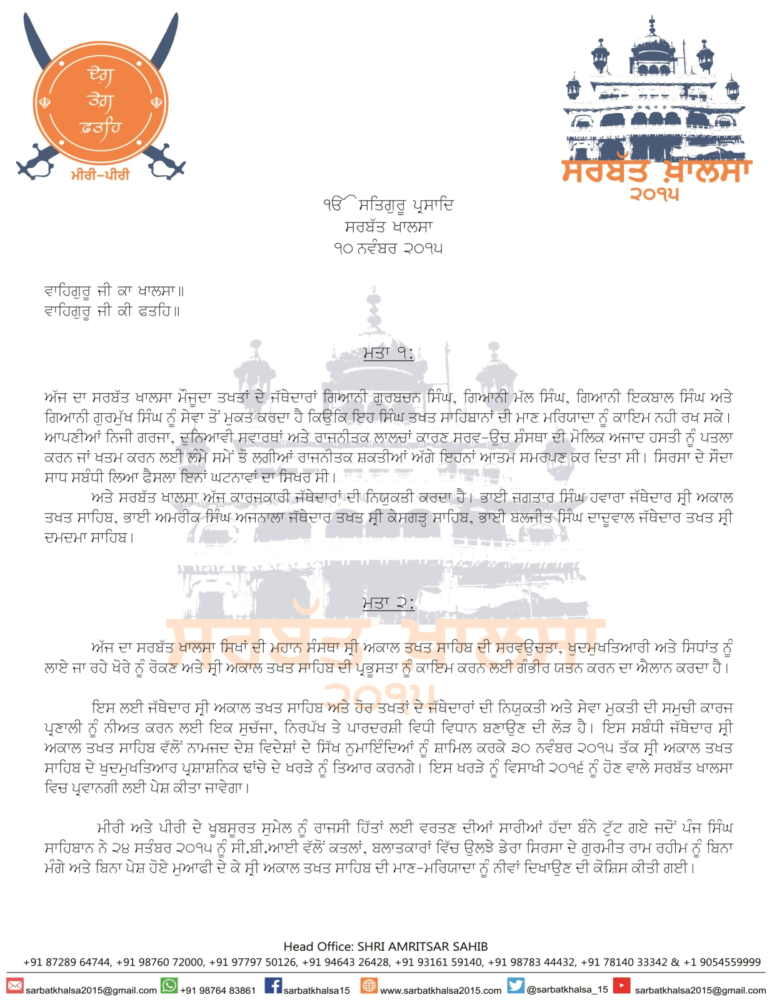 ਦੇਗ਼
ਤੇਗ਼
ਫ਼ਤਹਿ
ਮੀਰੀ-ਪੀਰੀ
ਸਰਬੱਤ ਖ਼ਾਲਸਾ
੨੦੧੫
ੴ ਸਤਿਗੁਰੂ ਪ੍ਰਸਾਦਿ
ਸਰਬੱਤ ਖਾਲਸਾ
੧੦ ਨਵੰਬਰ ੨੦੧੫
ਵਾਹਿਗੁਰੂ ਜੀ ਕਾ ਖਾਲਸਾ॥
ਵਾਹਿਗੁਰੂ ਜੀ ਕੀ ਫਤਹਿ॥
ਮਤਾ ੧:
ਅੱਜ ਦਾ ਸਰਬੱਤ ਖਾਲਸਾ ਮੌਜੂਦਾ ਤਖਤਾਂ ਦੇ ਜੱਥੇਦਾਰਾਂ ਗਿਆਨੀ ਗੁਰਬਚਨ ਸਿੰਘ, ਗਿਆਨੀ ਮੱਲ ਸਿੰਘ, ਗਿਆਨੀ ਇਕਬਾਲ ਸਿੰਘ ਅਤੇ
ਗਿਆਨੀ ਗੁਰਮੁੱਖ ਸਿੰਘ ਨੂੰ ਸੇਵਾ ਤੋਂ ਮੁਕਤ ਕਰਦਾ ਹੈ ਕਿਉਕਿ ਇਹ ਸਿੰਘ ਤਖਤ ਸਾਹਿਬਾਨਾਂ ਦੀ ਮਾਣ ਮਰਿਯਾਦਾ ਨੂੰ ਕਾਇਮ ਨਹੀ ਰਖ ਸਕੇ।
ਆਪਣੀਆਂ ਨਿਜੀ ਗਰਜਾ, ਦੁਨਿਆਵੀ ਸਵਾਰਥਾਂ ਅਤੇ ਰਾਜਨੀਤਕ ਲਾਲਚਾਂ ਕਾਰਣ ਸਰਵ-ਉਚ ਸੰਸਥਾ ਦੀ ਮੋਲਿਕ ਅਜਾਦ ਹਸਤੀ ਨੂੰ ਪਤਲਾ
ਕਰਨ ਜਾਂ ਖਤਮ ਕਰਨ ਲਈ ਲੰਮੇ ਸਮੇਂ ਤੋ ਲਗੀਆਂ ਰਾਜਨੀਤਕ ਸ਼ਕਤੀਆਂ ਅੱਗੇ ਇਹਨਾਂ ਆਤਮ ਸਮਰਪਣ ਕਰ ਦਿਤਾ ਸੀ। ਸਿਰਸਾ ਦੇ ਸੌਦਾ
ਸਾਧ ਸਬੰਧੀ ਲਿਆ ਫੈਸਲਾ ਇਨਾਂ ਘਟਨਾਵਾਂ ਦਾ ਸਿਖਰ ਸੀ।
ਅਤੇ ਸਰਬੱਤ ਖਾਲਸਾ ਅੱਜ ਕਾਰਜਕਾਰੀ ਜੱਥੇਦਾਰਾਂ ਦੀ ਨਿਯੁਕਤੀ ਕਰਦਾ ਹੈ। ਭਾਈ ਜਗਤਾਰ ਸਿੰਘ ਹਵਾਰਾ ਜੱਥੇਦਾਰ ਸ੍ਰੀ ਅਕਾਲ
ਤਖਤ ਸਾਹਿਬ, ਭਾਈ ਅਮਰੀਕ ਸਿੰਘ ਅਜਨਾਲਾ ਜੱਥੇਦਾਰ ਤਖਤ ਸ੍ਰੀ ਕੇਸਗੜ੍ਹ ਸਾਹਿਬ, ਭਾਈ ਬਲਜੀਤ ਸਿੰਘ ਦਾਦੂਵਾਲ ਜੱਥੇਦਾਰ ਤਖਤ ਸ੍ਰੀ
ਦਮਦਮਾ ਸਾਹਿਬ।
ਮਤਾ ੨:
ਸਰਬੱਤ ਖ਼ਾਲਸਾ
੨੦੧੫
ਅੱਜ ਦਾ ਸਰਬੱਤ ਖਾਲਸਾ ਸਿਖਾਂ ਦੀ ਮਹਾਨ ਸੰਸਥਾ ਸ੍ਰੀ ਅਕਾਲ ਤਖਤ ਸਾਹਿਬ ਦੀ ਸਰਵਉਚਤਾ, ਖੁਦਮੁਖਤਿਆਰੀ ਅਤੇ ਸਿਧਾਂਤ ਨੂੰ
ਲਾਏ ਜਾ ਰਹੇ ਖੋਰੇ ਨੂੰ ਰੋਕਣ ਅਤੇ ਸ੍ਰੀ ਅਕਾਲ ਤਖਤ ਸਾਹਿਬ ਦੀ ਪ੍ਰਭੂਸਤਾ ਨੂੰ ਕਾਇਮ ਕਰਨ ਲਈ ਗੰਭੀਰ ਯਤਨ ਕਰਨ ਦਾ ਐਲਾਨ ਕਰਦਾ ਹੈ।
ਇਸ ਲਈ ਜੱਥੇਦਾਰ ਸ੍ਰੀ ਅਕਾਲ ਤਖਤ ਸਾਹਿਬ ਅਤੇ ਹੋਰ ਤਖਤਾਂ ਦੇ ਜੱਥੇਦਾਰਾਂ ਦੀ ਨਿਯੁਕਤੀ ਅਤੇ ਸੇਵਾ ਮੁਕਤੀ ਦੀ ਸਮੁਚੀ ਕਾਰਜ
ਪ੍ਰਣਾਲੀ ਨੂੰ ਨੀਅਤ ਕਰਨ ਲਈ ਇਕ ਸੁਚੱਜਾ, ਨਿਰਪੱਖ ਤੇ ਪਾਰਦਰਸ਼ੀ ਵਿਧੀ ਵਿਧਾਨ ਬਣਾਉਣ ਦੀ ਲੋੜ ਹੈ। ਇਸ ਸਬੰਧੀ ਜੱਥੇਦਾਰ ਸ੍ਰੀ
ਅਕਾਲ ਤਖਤ ਸਾਹਿਬ ਵੱਲੋਂ ਨਾਮਜਦ ਦੇਸ਼ ਵਿਦੇਸ਼ਾਂ ਦੇ ਸਿੱਖ ਨੁਮਾਇੰਦਿਆਂ ਨੂੰ ਸ਼ਾਮਿਲ ਕਰਕੇ ੩੦ ਨਵੰਬਰ ੨੦੧੫ ਤੱਕ ਸ੍ਰੀ ਅਕਾਲ ਤਖਤ
ਸਾਹਿਬ ਦੇ ਖੁਦਮੁਖਤਿਆਰ ਪ੍ਰਸ਼ਾਸ਼ਨਿਕ ਢਾਂਚੇ ਦੇ ਖਰੜੇ ਨੂੰ ਤਿਆਰ ਕਰਨਗੇ। ਇਸ ਖਰੜੇ ਨੂੰ ਵਿਸਾਖੀ ੨੦੧੬ ਨੂੰ ਹੋਣ ਵਾਲੇ ਸਰਬੱਤ ਖਾਲਸਾ
ਵਿਚ ਪ੍ਰਵਾਨਗੀ ਲਈ ਪੇਸ਼ ਕੀਤਾ ਜਾਵੇਗਾ।
ਮੀਰੀ ਅਤੇ ਪੀਰੀ ਦੇ ਖੂਬਸੂਰਤ ਸੁਮੇਲ ਨੂੰ ਰਾਜਸੀ ਹਿੱਤਾਂ ਲਈ ਵਰਤਣ ਦੀਆਂ ਸਾਰੀਆਂ ਹੱਦਾ ਬੰਨੇ ਟੁੱਟ ਗਏ ਜਦੋਂ ਪੰਜ ਸਿੰਘ
ਸਾਹਿਬਾਨ ਨੇ ੨੪ ਸਤੰਬਰ ੨੦੧੫ ਨੂੰ ਸੀ.ਬੀ.ਆਈ ਵੱਲੋਂ ਕਤਲਾਂ, ਬਲਾਤਕਾਰਾਂ ਵਿੱਚ ਉਲਝੇ ਡੇਰਾ ਸਿਰਸਾ ਦੇ ਗੁਰਮੀਤ ਰਾਮ ਰਹੀਮ ਨੂੰ ਬਿਨਾ
ਮੰਗੇ ਅਤੇ ਬਿਨਾ ਪੇਸ਼ ਹੋਏ ਮੁਆਫੀ ਦੇ ਕੇ ਸ੍ਰੀ ਅਕਾਲ ਤਖਤ ਸਾਹਿਬ ਦੀ ਮਾਣ-ਮਰਿਯਾਦਾ ਨੂੰ ਨੀਵਾਂ ਦਿਖਾਉਣ ਦੀ ਕੋਸ਼ਿਸ ਕੀਤੀ ਗਈ।
Head Office: SHRI AMRITSAR SAHIB
+91 87289 64744, +91 98760 72000, +91 97797 50126, +91 94643 26428, +91 93161 59140, +91 98783 44432, +91 78140 33342 & +1 9054559999
sarbatkhalsa2015@gmail.com +91 98764 83861 sarbatkhalsa15 www.sarbatkhalsa2015.com @sarbatkhalsa_15 sarbatkhalsa2015@gmail.com